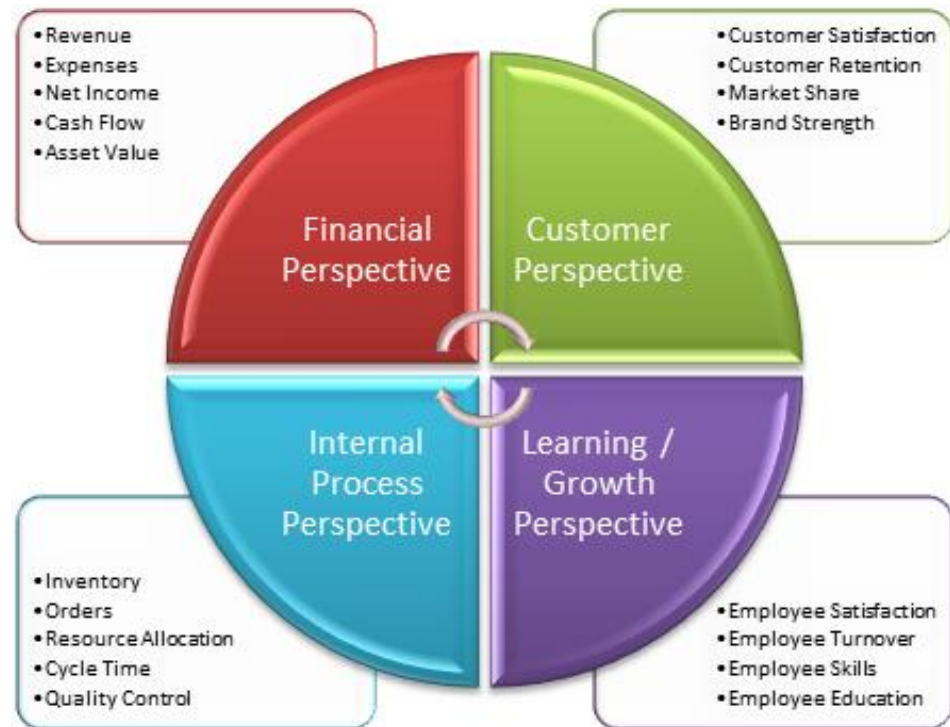 •Revenue
•Expenses
•Net Income
•Cash Flow
•Asset Value
•Customer Satisfaction
•Customer Retention
•Market Share
•Brand Strength
Financial
Perspective
Customer
Perspective
Internal
Process
Perspective
Learning /
Growth
Perspective
•Inventory
•Orders
•Resource Allocation
•Cycle Time
•Quality Control
•Employee Satisfaction
•Employee Turnover
•Employee Skills
•Employee Education